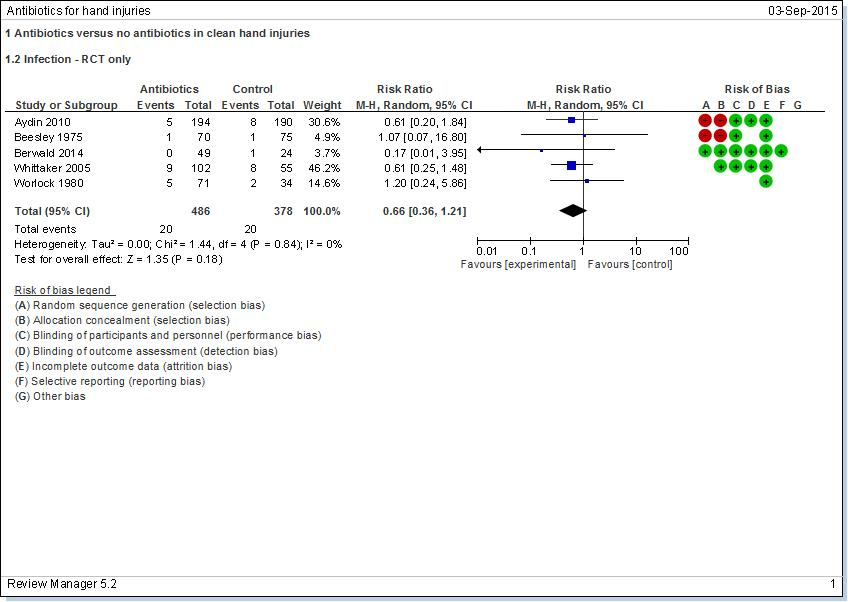 Antibiotics for hand injuries 03-Sep-2015
1 Antibiotics versus no antibiotics in clean hand injuries
1.2 Infection - RCT only
Antibiotics Control Risk Ratio Risk Ratio Risk of Bias
Study or Subgroup Events Total Events Total Weight M-H, Random, 95% CI M-H, Random, 95% CI A B C D E F G
Aydin 2010 5 194 8 190 30.6% 0.61 [0.20, 1.84] - - + + +
Beesley 1975 1 70 1 75 4.9% 1.07 [0.07, 16.80] - - + +
Berwald 2014 0 49 1 24 3.7% 0.17 [0.01, 3.95] + + + + + +
Whittaker 2005 9 102 8 55 46.2% 0.61 [0.25, 1.48] + + + +
Worlock 1980 5 71 2 34 14.6% 1.20 [0.24, 5.86] +
Total (95% CI) 486 378 100.0% 0.66 [0.36, 1.21]
Total events 20 20
Heterogeneity: Tau² = 0.00; Chi² = 1.44, df = 4 (P = 0.84); I² = 0%
Test for overall effect: Z = 1.35 (P = 0.18)
0.01 0.1 1 10 100
Favours [experimental] Favours [control]
Risk of bias legend
(A) Random sequence generation (selection bias)
(B) Allocation concealment (selection bias)
(C) Blinding of participants and personnel (performance bias)
(D) Blinding of outcome assessment (detection bias)
(E) Incomplete outcome data (attrition bias)
(F) Selective reporting (reporting bias)
(G) Other bias
Review Manager 5.2 1